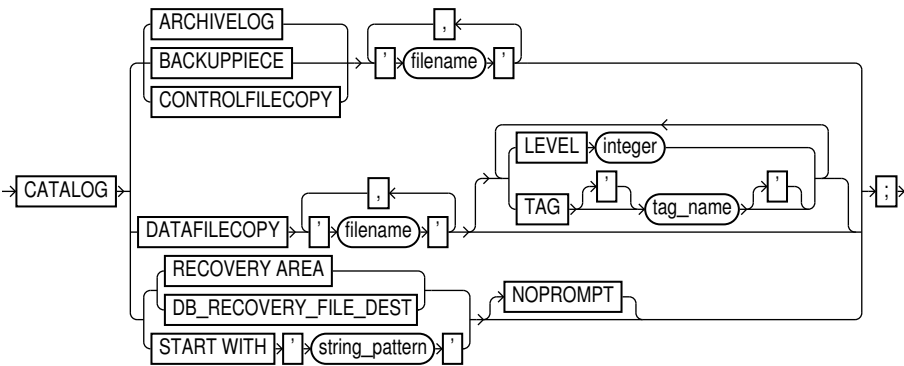 ARCHIVELOG
,
BACKUPPIECE ' filename '
CONTROLFILECOPY
LEVEL integer
CATALOG , ;
TAG ' tag_name '
DATAFILECOPY ' filename '
RECOVERY AREA
DB_RECOVERY_FILE_DEST NOPROMPT
START WITH ' string_pattern '